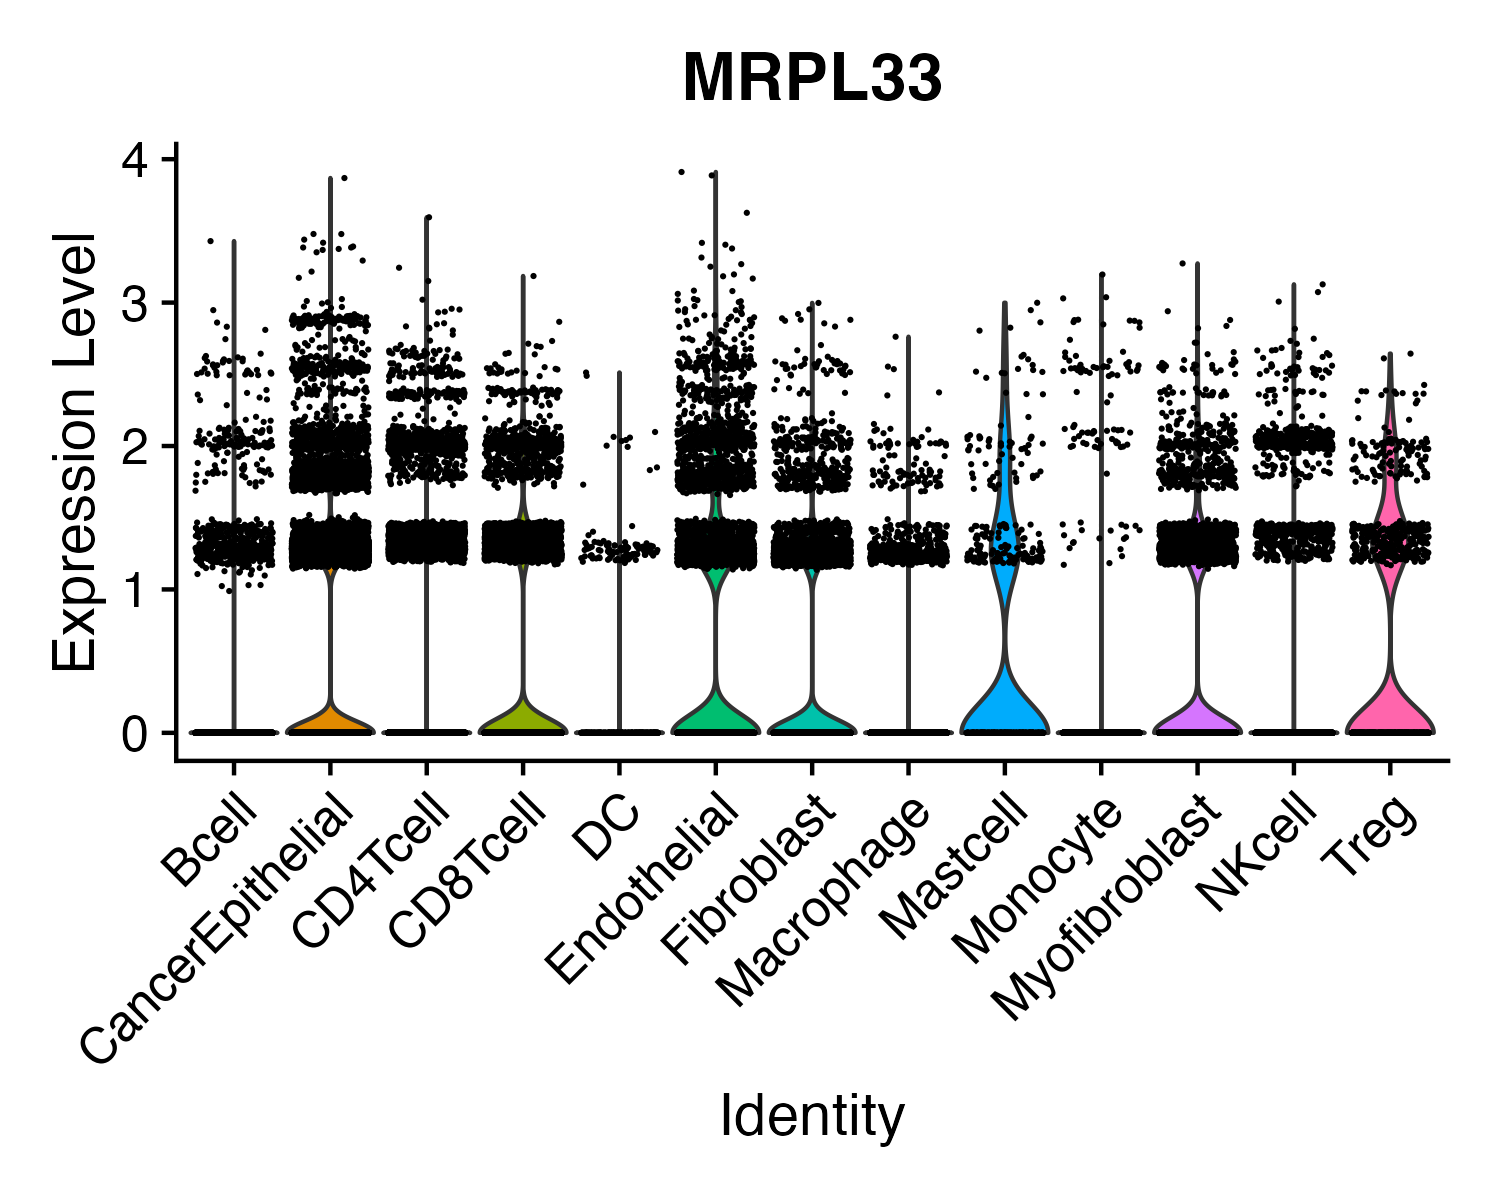 MRPL33
Expression Level
4
3
2
1
0
Bcell
CancerEpithelial
CD4Tcell
CD8Tcell
DC
Endothelial
Fibroblast
Macrophage
Mastcell
Monocyte
Myofibroblast
NKcell
Treg
Identity